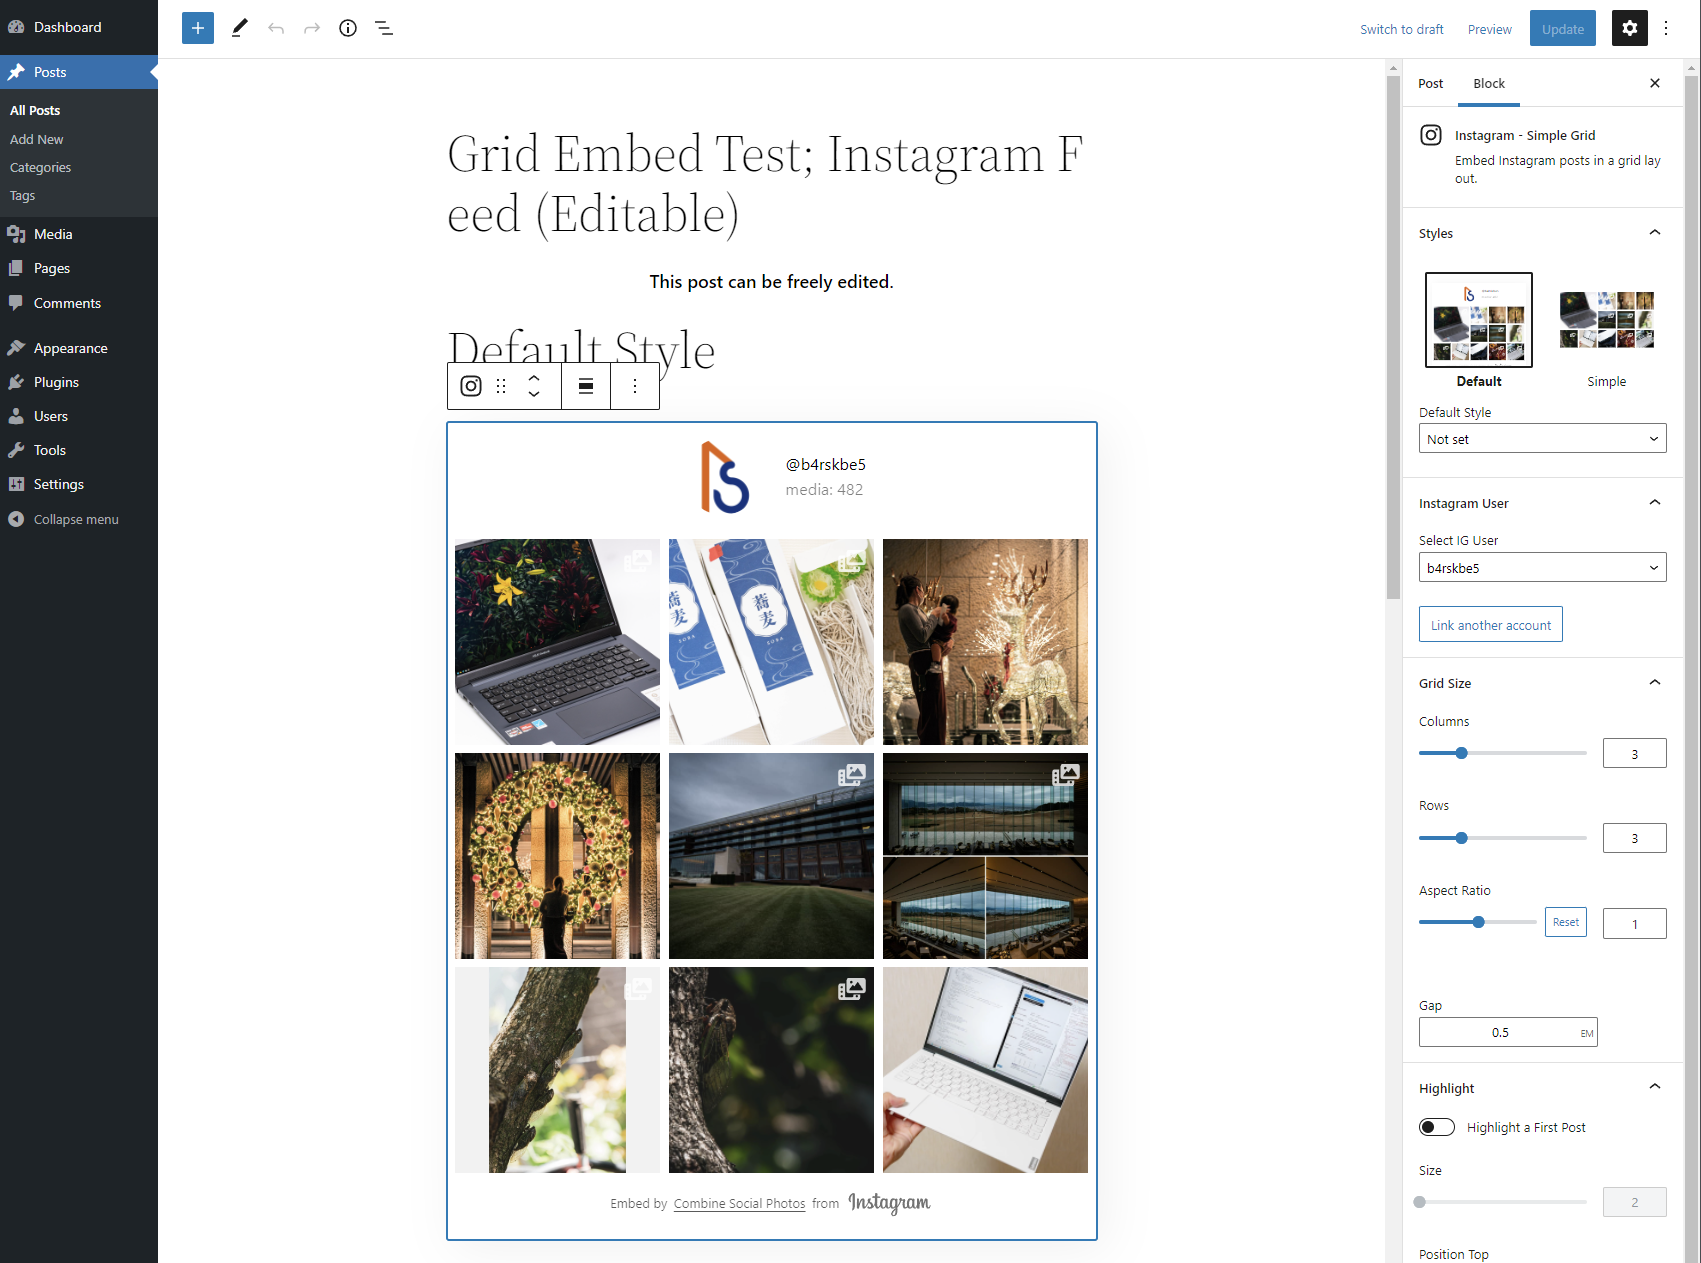 Dashboard
Posts
All Posts
Add New
Categories
Tags
Media
Pages
Comments
Appearance
Plugins
Users
Tools
Settings
Collapse menu
Switch to draft
Preview
Update
Grid Embed Test; Instagram F
eed (Editable)
This post can be freely edited.
Default Style
@b4rskbe5
media: 482
蕎麦
SOBA
蕎麦
SOBA
Embed by Combine Social Photos from Instagram
Post
Block
Instagram - Simple Grid
Embed Instagram posts in a grid lay
out.
Styles
Default
Simple
Default Style
Not set
Instagram User
Select IG User
b4rskbe5
Link another account
Grid Size
Columns
3
Rows
3
Aspect Ratio
Reset
1
Gap
0.5
EM
Highlight
Highlight a First Post
Size
2
Position Top